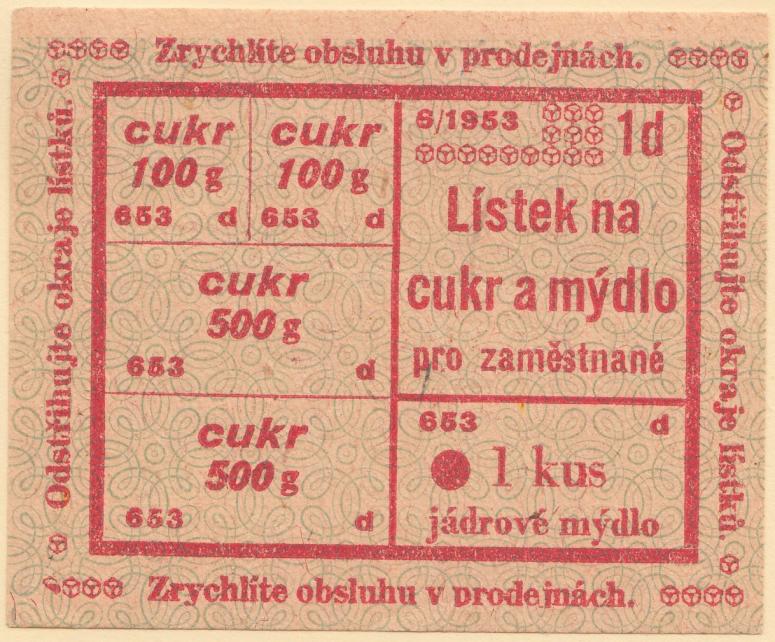 Zrychlíte obsluhu v prodejnách.
Odstřihujte okraje lístků.
cukr
100 g
653 d
cukr
100 g
653 d
cukr
500 g
653 d
cukr
500 g
653 d
6/1953
1d
Lístek na
cukr a mýdlo
pro zaměstnané
653 d
1 kus
jádrové mýdlo
Odstřihujte okraje lístků.
Zrychlíte obsluhu v prodejnách.